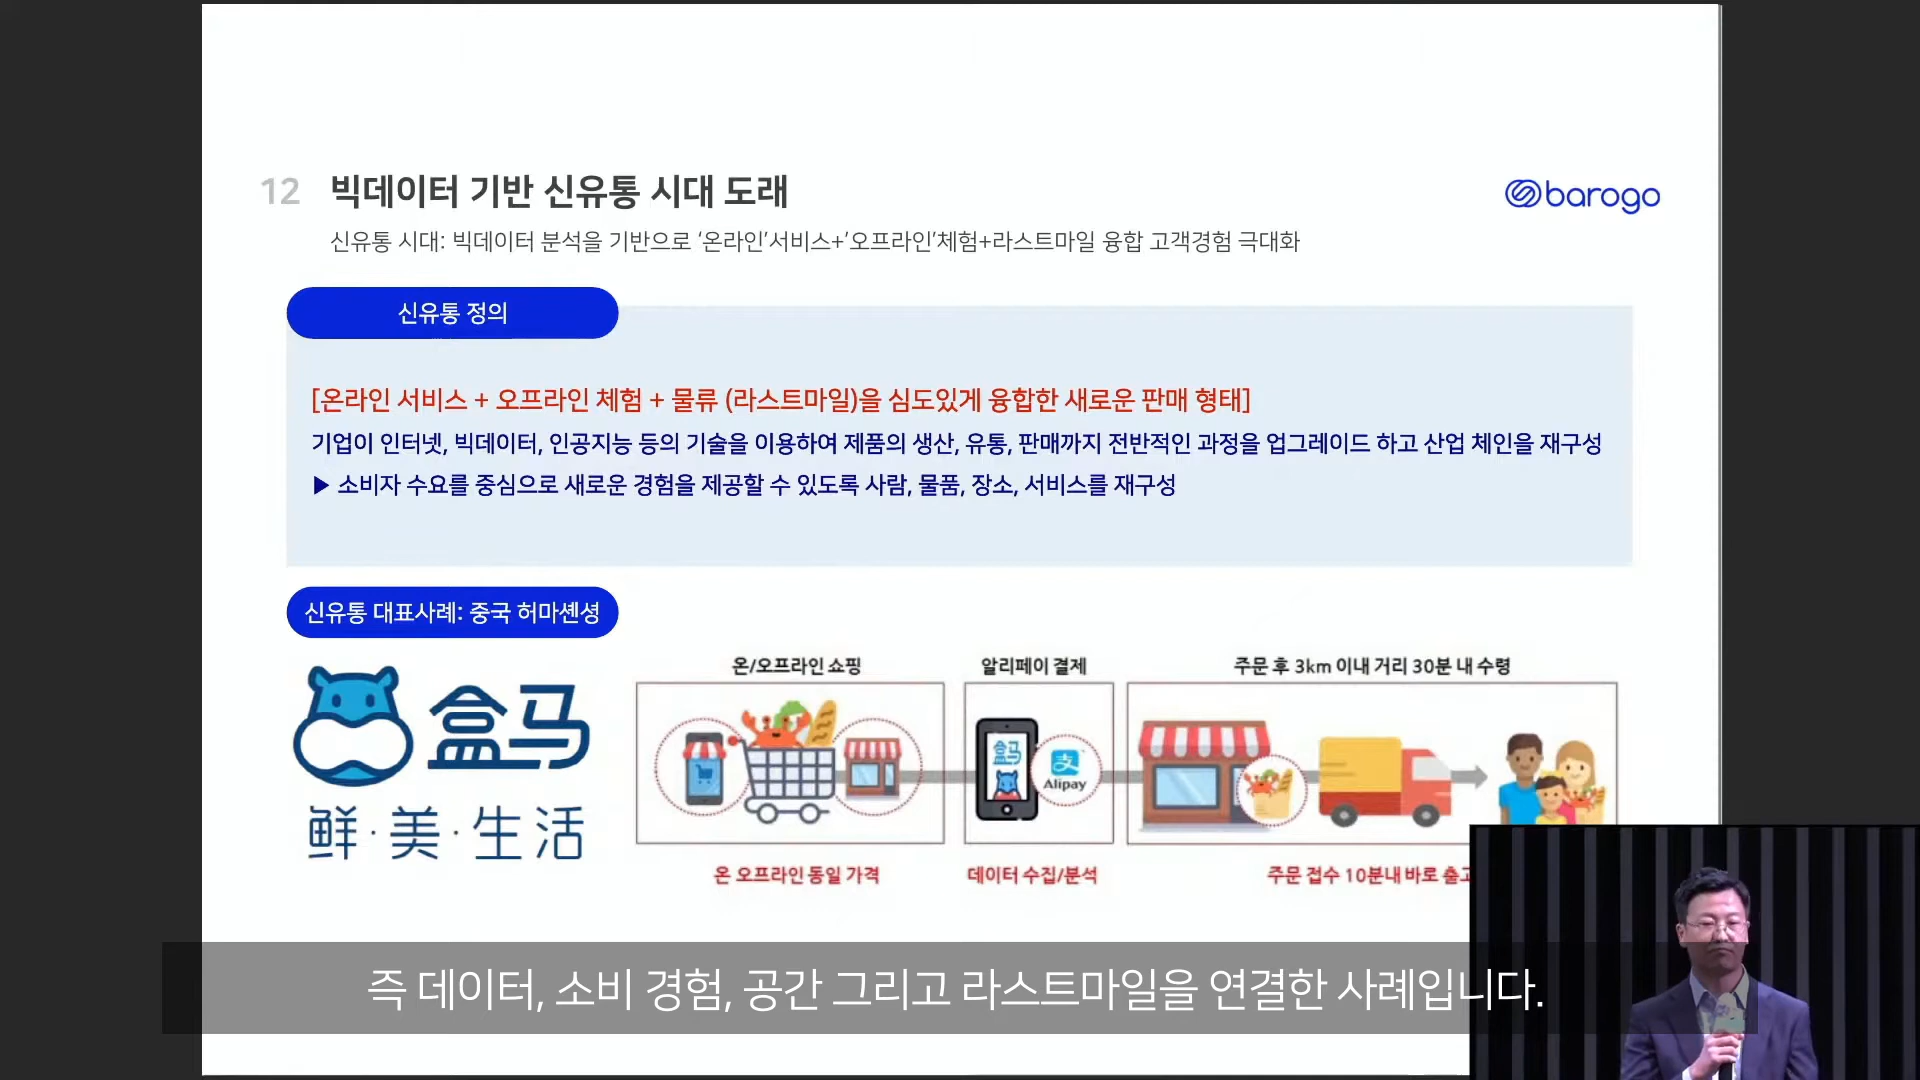 12 빅데이터 기반 신유통 시대 도래
barogo
신유통 시대: 빅데이터 분석을 기반으로 ‘온라인’서비스+’오프라인’체험+라스트마일 융합 고객경험 극대화
신유통 정의
[온라인 서비스 + 오프라인 체험 + 물류 (라스트마일)을 심도있게 융합한 새로운 판매 형태]
기업이 인터넷, 빅데이터, 인공지능 등의 기술을 이용하여 제품의 생산, 유통, 판매까지 전반적인 과정을 업그레이드 하고 산업 체인을 재구성
▶ 소비자 수요를 중심으로 새로운 경험을 제공할 수 있도록 사람, 물품, 장소, 서비스를 재구성
신유통 대표사례: 중국 허마셴셩
盒马
鲜·美·生活
온/오프라인 쇼핑
알리페이 결제
주문 후 3km 이내 거리 30분 내 수령
盒马
支
Alipay
온 오프라인 동일 가격
데이터 수집/분석
주문 접수 10분내 바로 출고
즉 데이터, 소비 경험, 공간 그리고 라스트마일을 연결한 사례입니다.